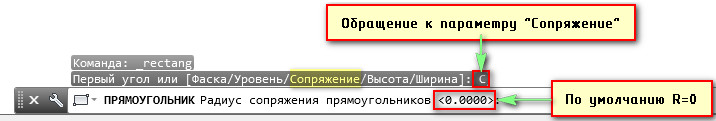 Обращение к параметру "Сопряжение"
Команда: _rectang
Первый угол или [Фаска/Уровень/Сопряжение/Высота/Ширина]: С
ПРЯМОУГОЛЬНИК Радиус сопряжения прямоугольников <0.0000>:
По умолчанию R=0